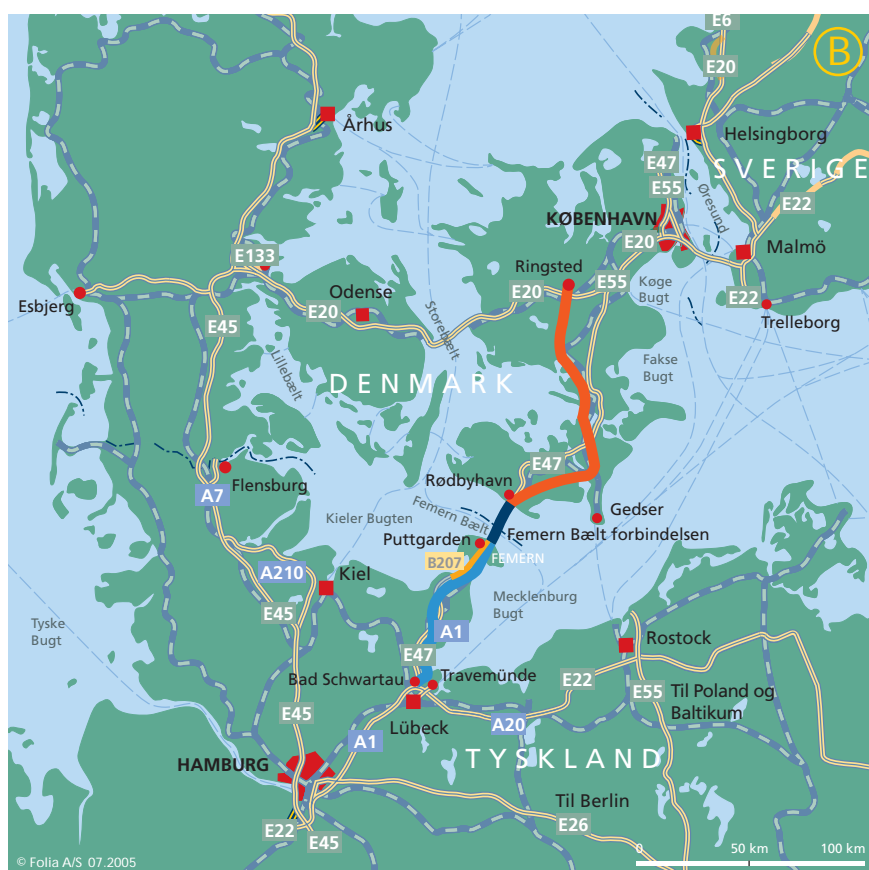 E6
B
E20
Århus
Helsingborg
SVERIGE
E47
E55
Øresund
E22
KØBENHAVN
E20
Malmö
E133
Ringsted
E55
Esbjerg
Odense
E20
Køge
Bugt
E22
E20
Storebælt
Trelleborg
E45
Lillebælt
Fakse
Bugt
DENMARK
E47
Rødbyhavn
Flensburg
A7
Kieler Bugten
Femern Bælt
Gedser
Puttgarden
Femern Bælt forbindelsen
B207
FEMERN
A210
Kiel
E45
Mecklenburg
Bugt
Tyske
Bugt
A1
Rostock
E47
Bad Schwartau
Travemünde
E22
E55
Til Poland og
Baltikum
E45
Lübeck
A20
A1
TYSKLAND
HAMBURG
Til Berlin
E26
E22
E45
0
50 km
100 km
© Folia A/S 07.2005